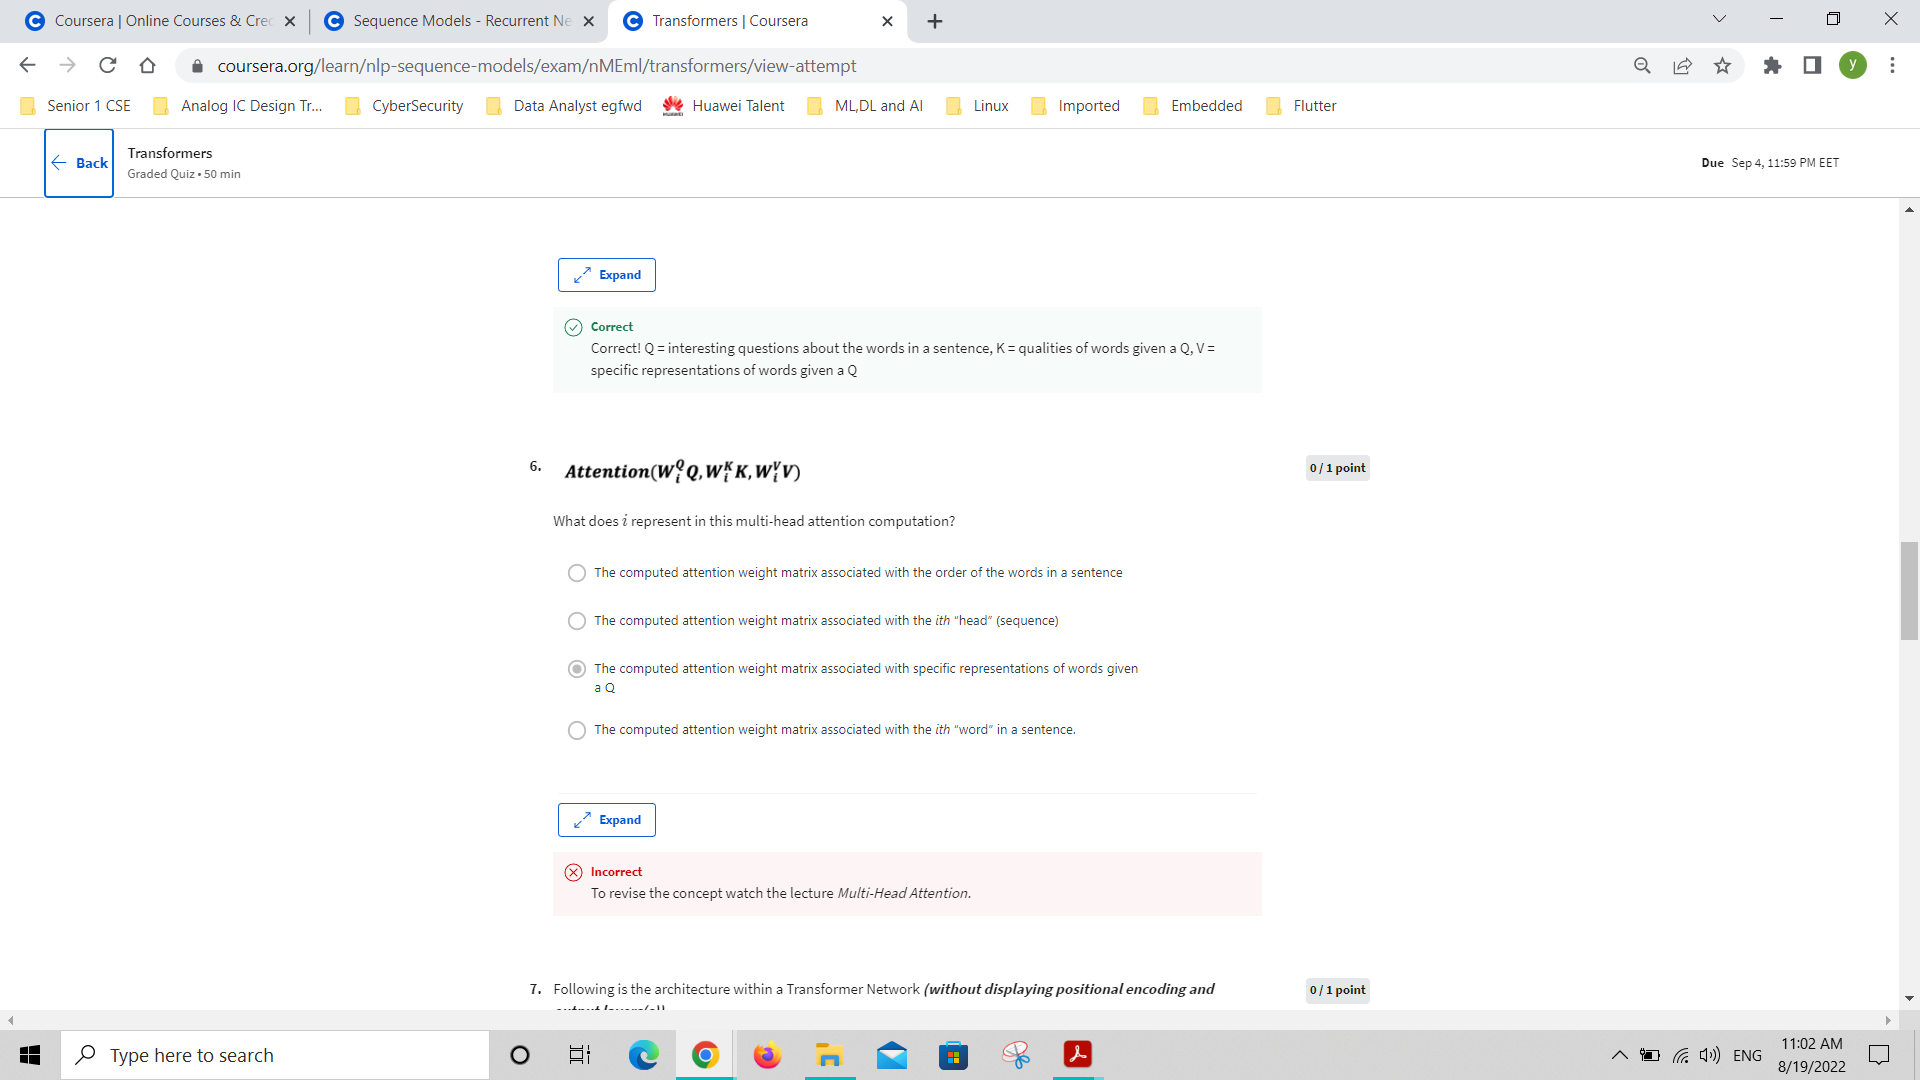 Coursera | Online Courses & Cre
Sequence Models - Recurrent Ne
Transformers | Coursera
coursera.org/learn/nlp-sequence-models/exam/nMEml/transformers/view-attempt
y
Senior 1 CSE
Analog IC Design Tr...
CyberSecurity
Data Analyst egfwd
Huawei Talent
ML,DL and AI
Linux
Imported
Embedded
Flutter
Back
Transformers
Graded Quiz • 50 min
Due Sep 4, 11:59 PM EET
Expand
Correct
Correct! Q = interesting questions about the words in a sentence, K = qualities of words given a Q, V =
specific representations of words given a Q
6. Attention(W_i^Q Q, W_i^K K, W_i^V V)
0 / 1 point
What does i represent in this multi-head attention computation?
The computed attention weight matrix associated with the order of the words in a sentence
The computed attention weight matrix associated with the ith “head” (sequence)
The computed attention weight matrix associated with specific representations of words given
a Q
The computed attention weight matrix associated with the ith “word” in a sentence.
Expand
Incorrect
To revise the concept watch the lecture Multi-Head Attention.
7. Following is the architecture within a Transformer Network (without displaying positional encoding and
0 / 1 point
Type here to search
ENG
11:02 AM
8/19/2022